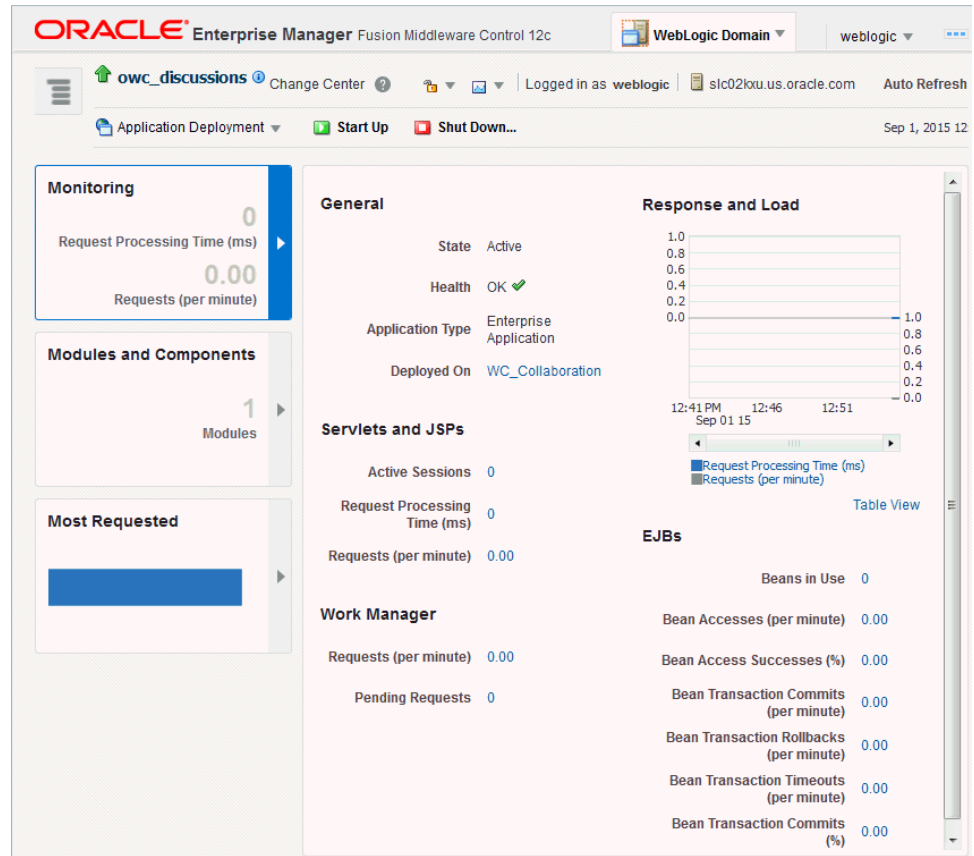 ORACLE Enterprise Manager Fusion Middleware Control 12c
WebLogic Domain
weblogic
owc_discussions
Change Center
Logged in as weblogic
slc02kxu.us.oracle.com
Auto Refresh
Application Deployment
Start Up
Shut Down...
Sep 1, 2015 12
Monitoring
0
Request Processing Time (ms)
0.00
Requests (per minute)
Modules and Components
1
Modules
Most Requested
General
State Active
Health OK
Application Type Enterprise
Application
Deployed On WC_Collaboration
Servlets and JSPs
Active Sessions 0
Request Processing
Time (ms) 0
Requests (per minute) 0.00
Work Manager
Requests (per minute) 0.00
Pending Requests 0
Response and Load
1.0
0.8
0.6
0.4
0.2
0.0
1.0
0.8
0.6
0.4
0.2
0.0
12:41 PM 12:46 12:51
Sep 01 15
Request Processing Time (ms)
Requests (per minute)
Table View
EJBs
Beans in Use 0
Bean Accesses (per minute) 0.00
Bean Access Successes (%) 0.00
Bean Transaction Commits
(per minute) 0.00
Bean Transaction Rollbacks
(per minute) 0.00
Bean Transaction Timeouts
(per minute) 0.00
Bean Transaction Commits
(%) 0.00